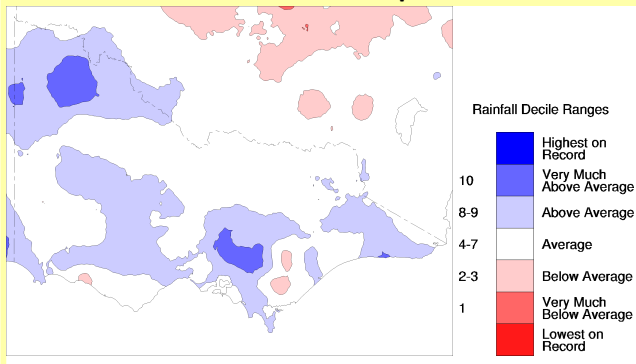 Rainfall Decile Ranges
Highest on
Record
10
Very Much
Above Average
8-9
Above Average
4-7
Average
2-3
Below Average
1
Very Much
Below Average
Lowest on
Record